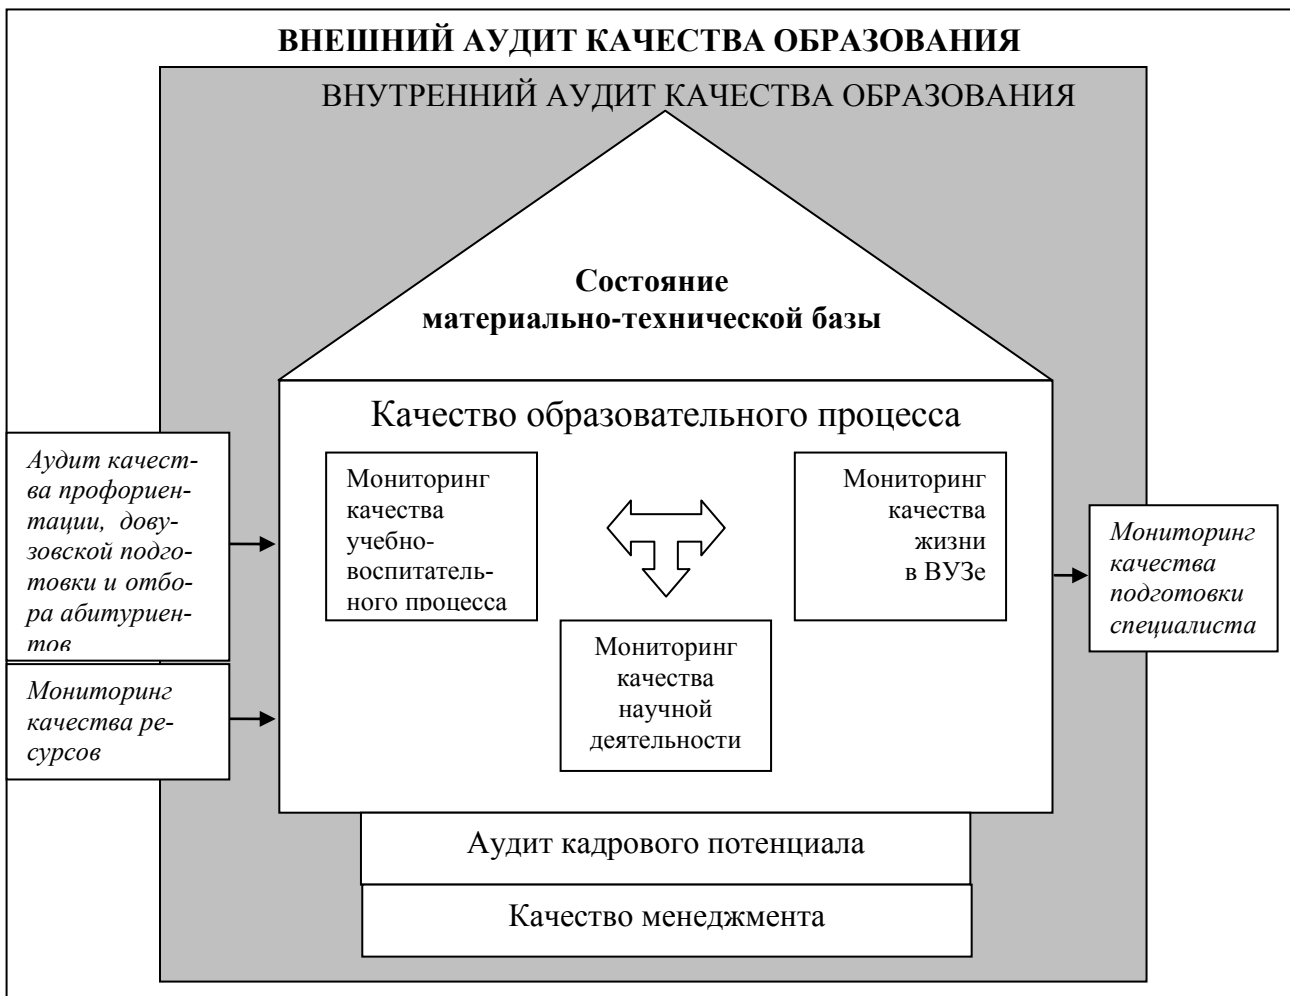 ВНЕШНИЙ АУДИТ КАЧЕСТВА ОБРАЗОВАНИЯ
ВНУТРЕННИЙ АУДИТ КАЧЕСТВА ОБРАЗОВАНИЯ
Состояние
материально-технической базы
Качество образовательного процесса
Аудит качест-
ва профориен-
тации, дову-
зовской подго-
товки и отбо-
ра абитуриен-
тов
Мониторинг
качества ре-
сурсов
Мониторинг
качества
учебно-
воспитатель-
ного процесса
Мониторинг
качества
жизни
в ВУЗе
Мониторинг
качества
научной
деятельности
Мониторинг
качества
подготовки
специалиста
Аудит кадрового потенциала
Качество менеджмента